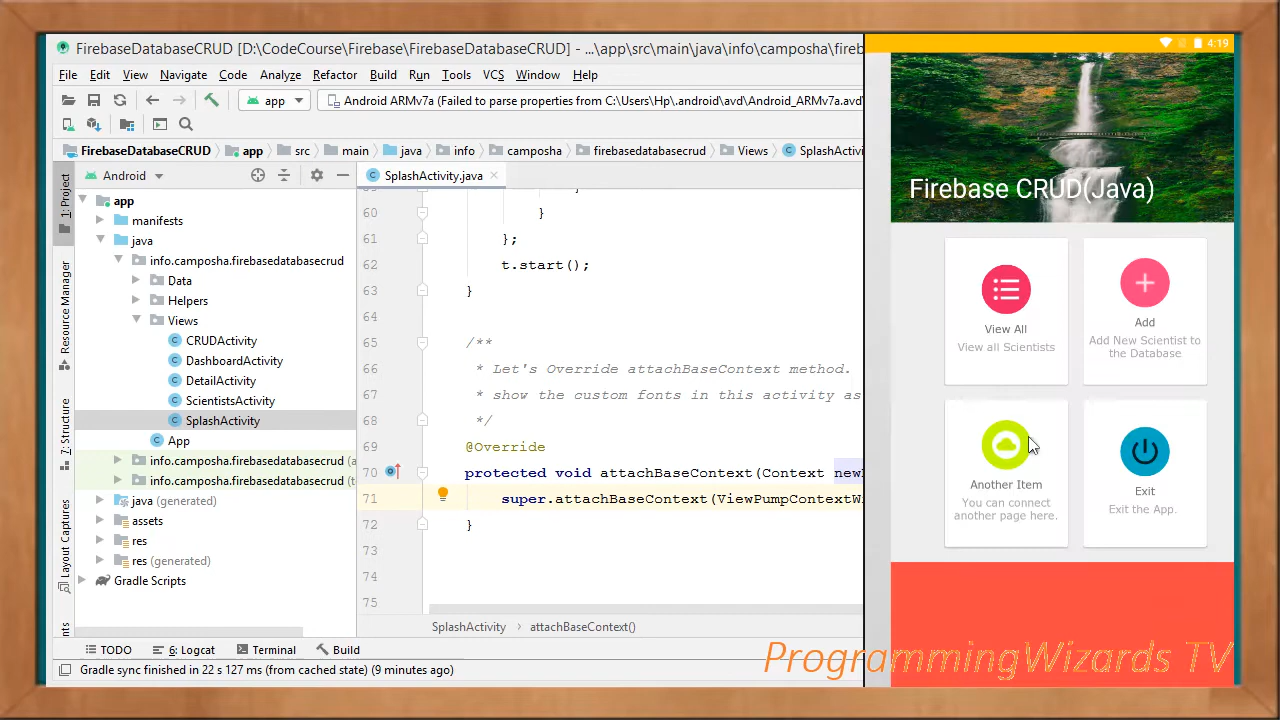 FirebaseDatabaseCRUD [D:\CodeCourse\Firebase\FirebaseDatabaseCRUD] - ...\app\src\main\java\info\camposha\fireb
File Edit View Navigate Code Analyze Refactor Build Run Tools VCS Window Help
app Android ARMv7a (Failed to parse properties from C:\Users\Hp\.android\avd\Android_ARMv7a.avd
FirebaseDatabaseCRUD app src main java info camposha firebasedatabasecrud Views SplashActivi
1: Project
Resource Manager
7: Structure
Layout Captures
nts
Android
SplashActivity.java
app
manifests
java
info.camposha.firebasedatabasecrud
Data
Helpers
Views
CRUDActivity
DashboardActivity
DetailActivity
ScientistsActivity
SplashActivity
App
info.camposha.firebasedatabasecrud (a
info.camposha.firebasedatabasecrud (t
java (generated)
assets
res
res (generated)
Gradle Scripts
}
60 }
61 };
62 t.start();
63 }
64
65 /**
66 * Let's Override attachBaseContext method.
67 * show the custom fonts in this activity as
68 */
69 @Override
70 protected void attachBaseContext(Context new
71 super.attachBaseContext(ViewPumpContextW
72 }
73
74
75
SplashActivity > attachBaseContext()
TODO 6: Logcat Terminal Build
Gradle sync finished in 22 s 127 ms (from cached state) (9 minutes ago)
4:19
Firebase CRUD(Java)
View All
View all Scientists
Add
Add New Scientist to
the Database
Another Item
You can connect
another page here.
Exit
Exit the App.
ProgrammingWizards TV